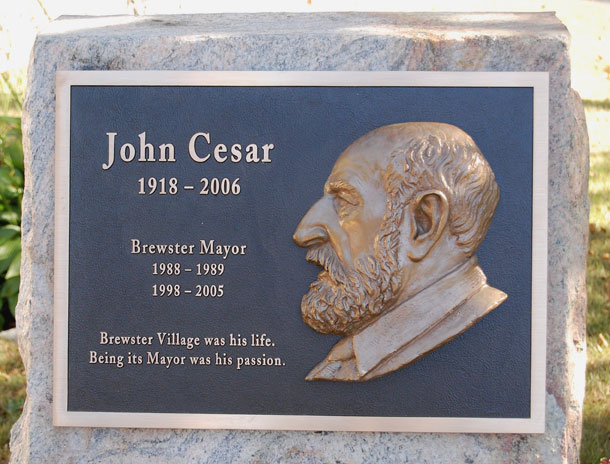 John Cesar
1918 – 2006
Brewster Mayor
1988 – 1989
1998 – 2005
Brewster Village was his life.
Being its Mayor was his passion.